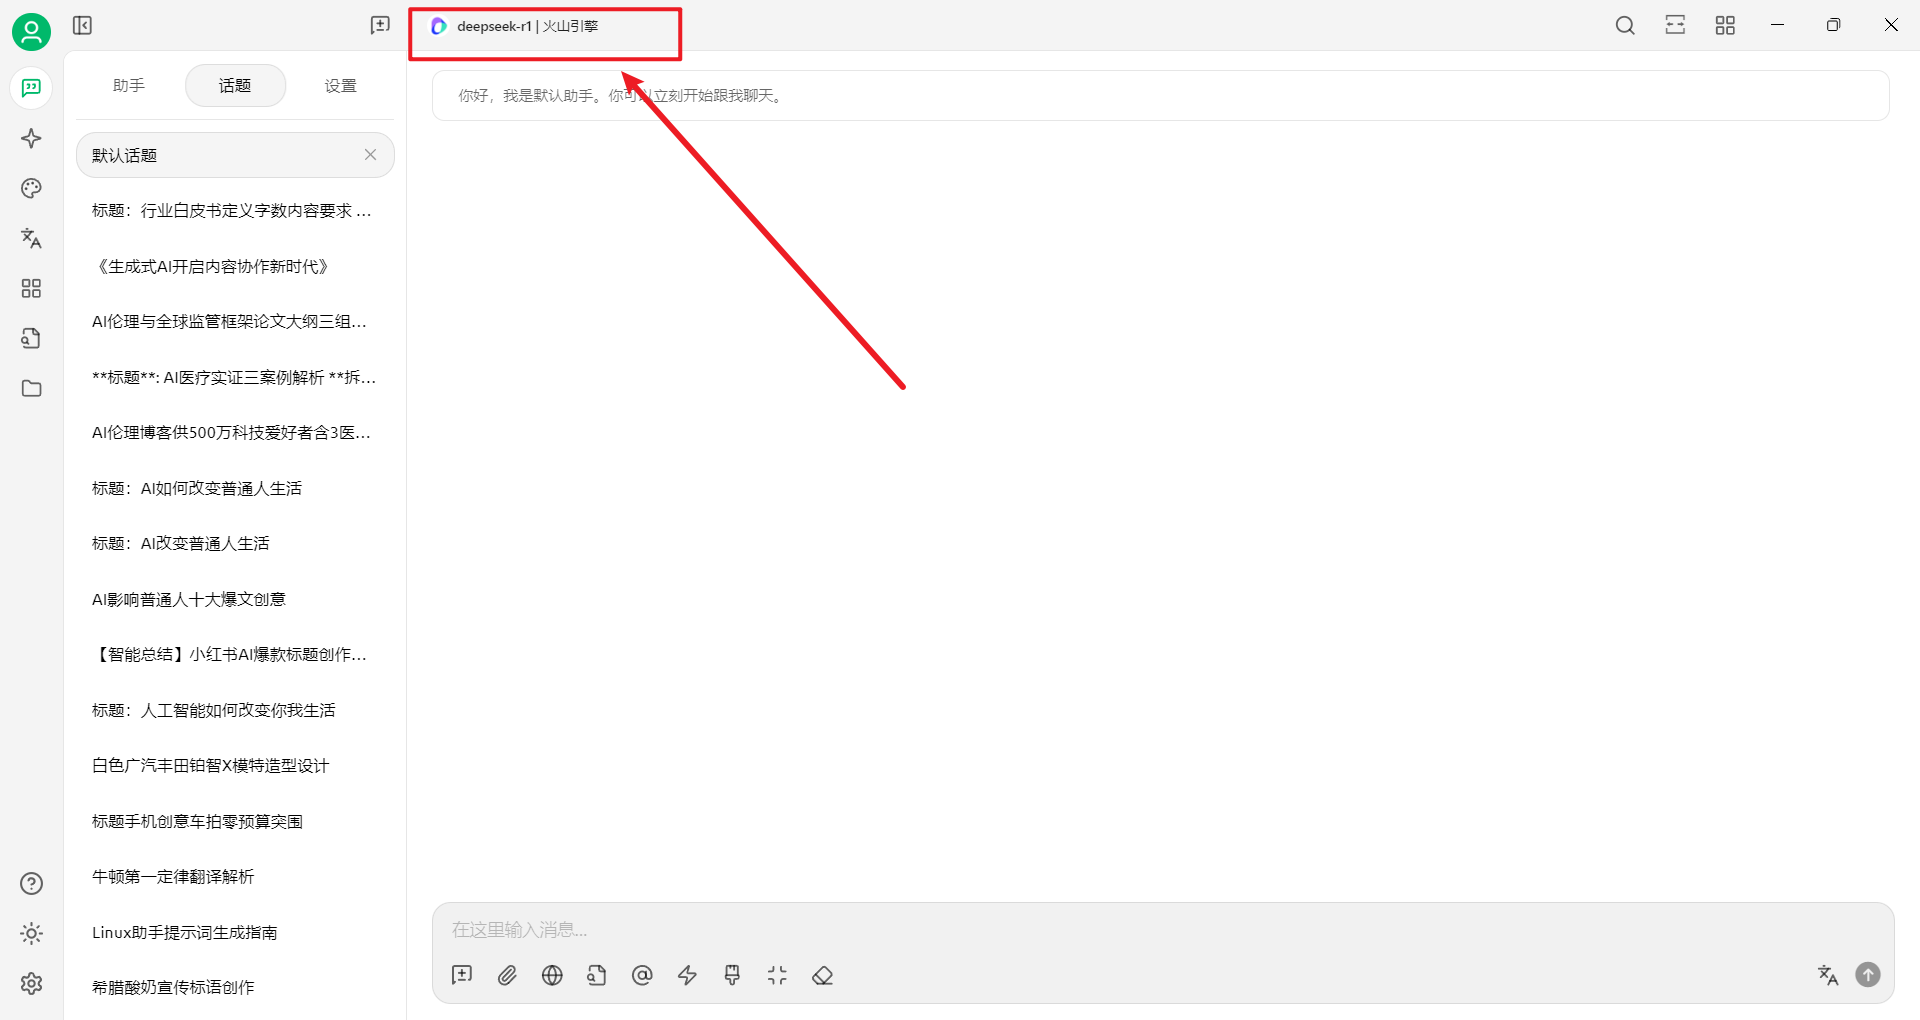 deepseek-r1 | 火山引擎
助手 话题 设置
默认话题
标题：行业白皮书定义字数内容要求 ...
《生成式AI开启内容协作新时代》
AI伦理与全球监管框架论文大纲三组...
**标题**: AI医疗实证三案例解析 **拆...
AI伦理博客供500万科技爱好者含3医...
标题：AI如何改变普通人生活
标题：AI改变普通人生活
AI影响普通人十大爆文创意
【智能总结】小红书AI爆款标题创作...
标题：人工智能如何改变你我生活
白色广汽丰田铂智X模特造型设计
标题手机创意车拍零预算突围
牛顿第一定律翻译解析
Linux助手提示词生成指南
希腊酸奶宣传标语创作
你好，我是默认助手。你可以立刻开始跟我聊天。
在这里输入消息...